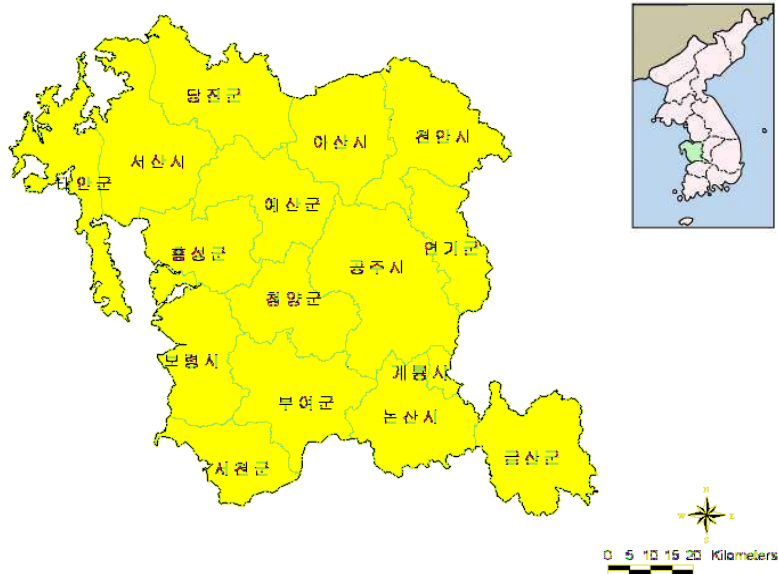 당진군
아산시
천안시
서산시
태안군
예산군
홍성군
연기군
공주시
청양군
보령시
계룡시
부여군
논산시
서천군
금산군
N
W E
S
0 5 10 15 20 Kilometers